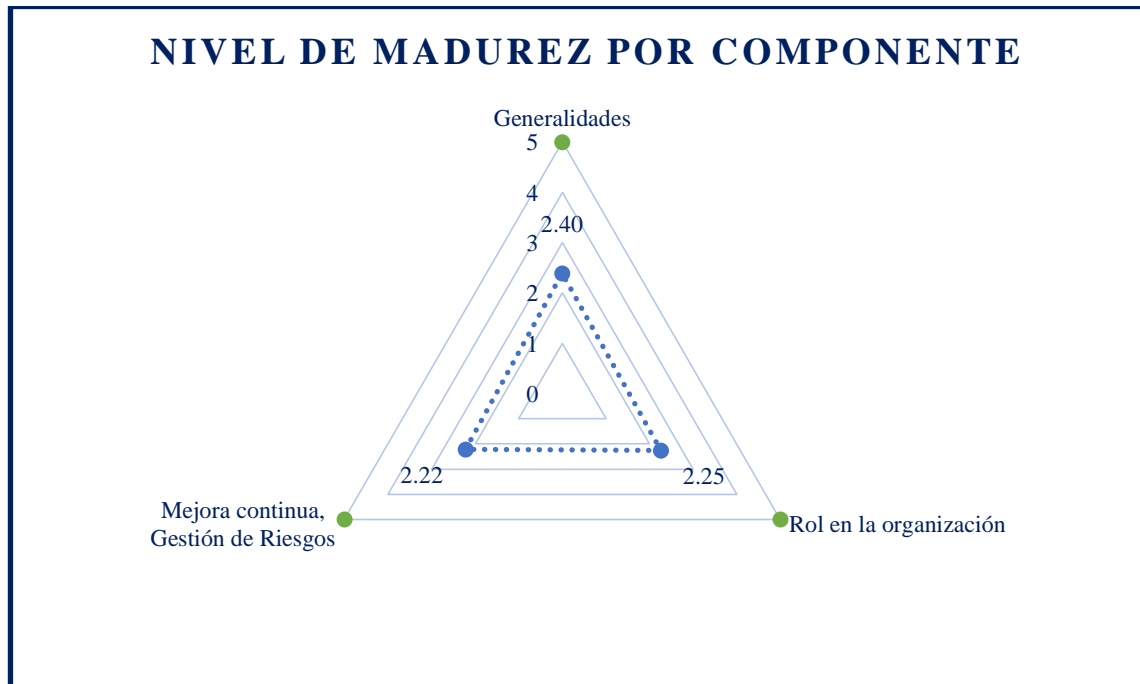 NIVEL DE MADUREZ POR COMPONENTE
Generalidades
5
4
2.40
3
2
1
0
2.22
2.25
Mejora continua,
Gestión de Riesgos
Rol en la organización